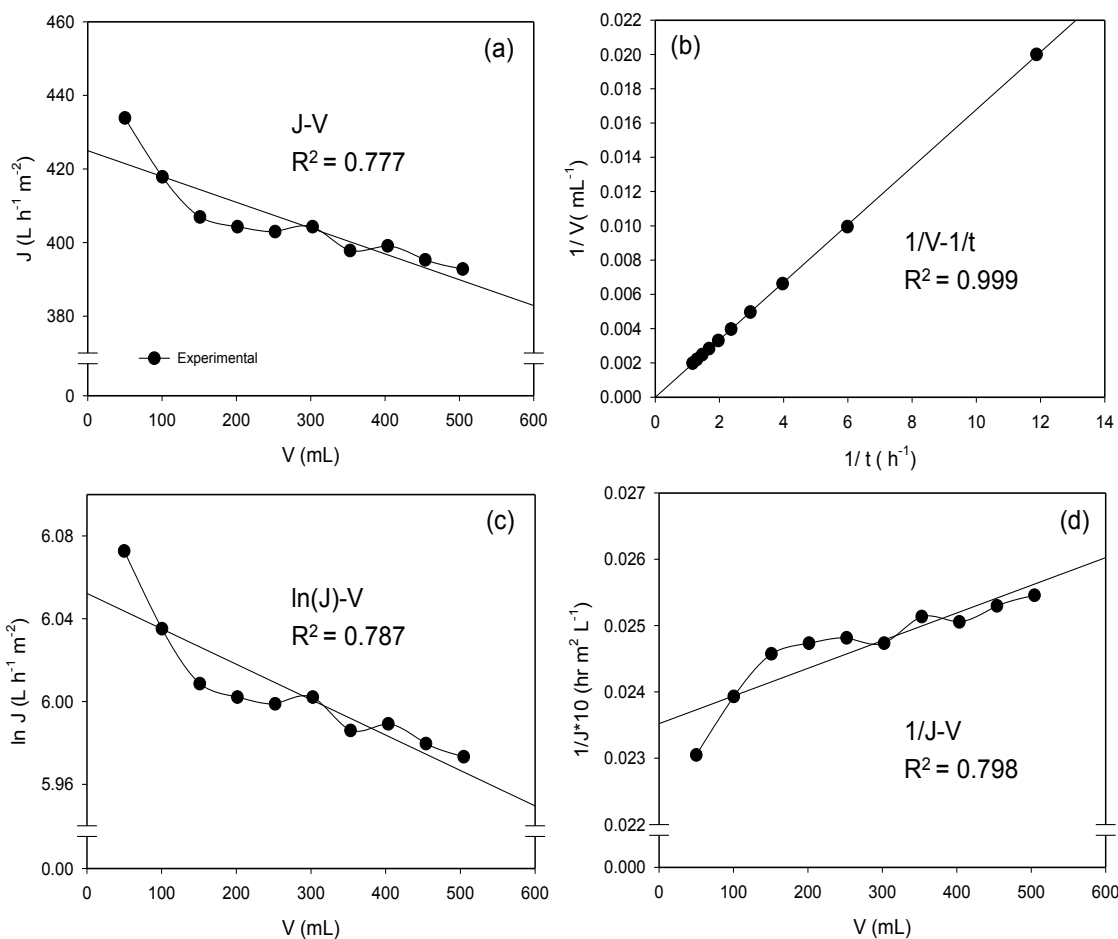 (a)
460
440
420
400
380
0
J (L h⁻¹ m⁻²)
J-V
R² = 0.777
Experimental
0 100 200 300 400 500 600
V (mL)
(b)
0.022
0.020
0.018
0.016
0.014
0.012
0.010
0.008
0.006
0.004
0.002
0.000
1/ V( mL⁻¹)
1/V-1/t
R² = 0.999
0 2 4 6 8 10 12 14
1/ t ( h⁻¹)
(c)
6.08
6.04
6.00
5.96
0.00
ln J (L h⁻¹ m⁻²)
ln(J)-V
R² = 0.787
0 100 200 300 400 500 600
V (mL)
(d)
0.027
0.026
0.025
0.024
0.023
0.022
0.000
1/J*10 (hr m² L⁻¹)
1/J-V
R² = 0.798
0 100 200 300 400 500 600
V (mL)